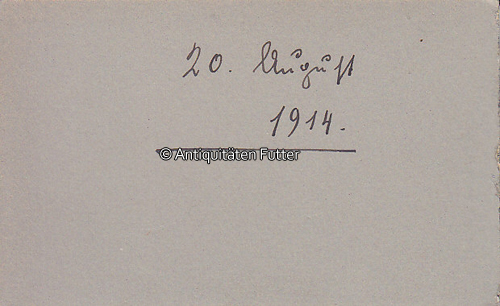 20. August
1914.
© Antiquitäten Futter